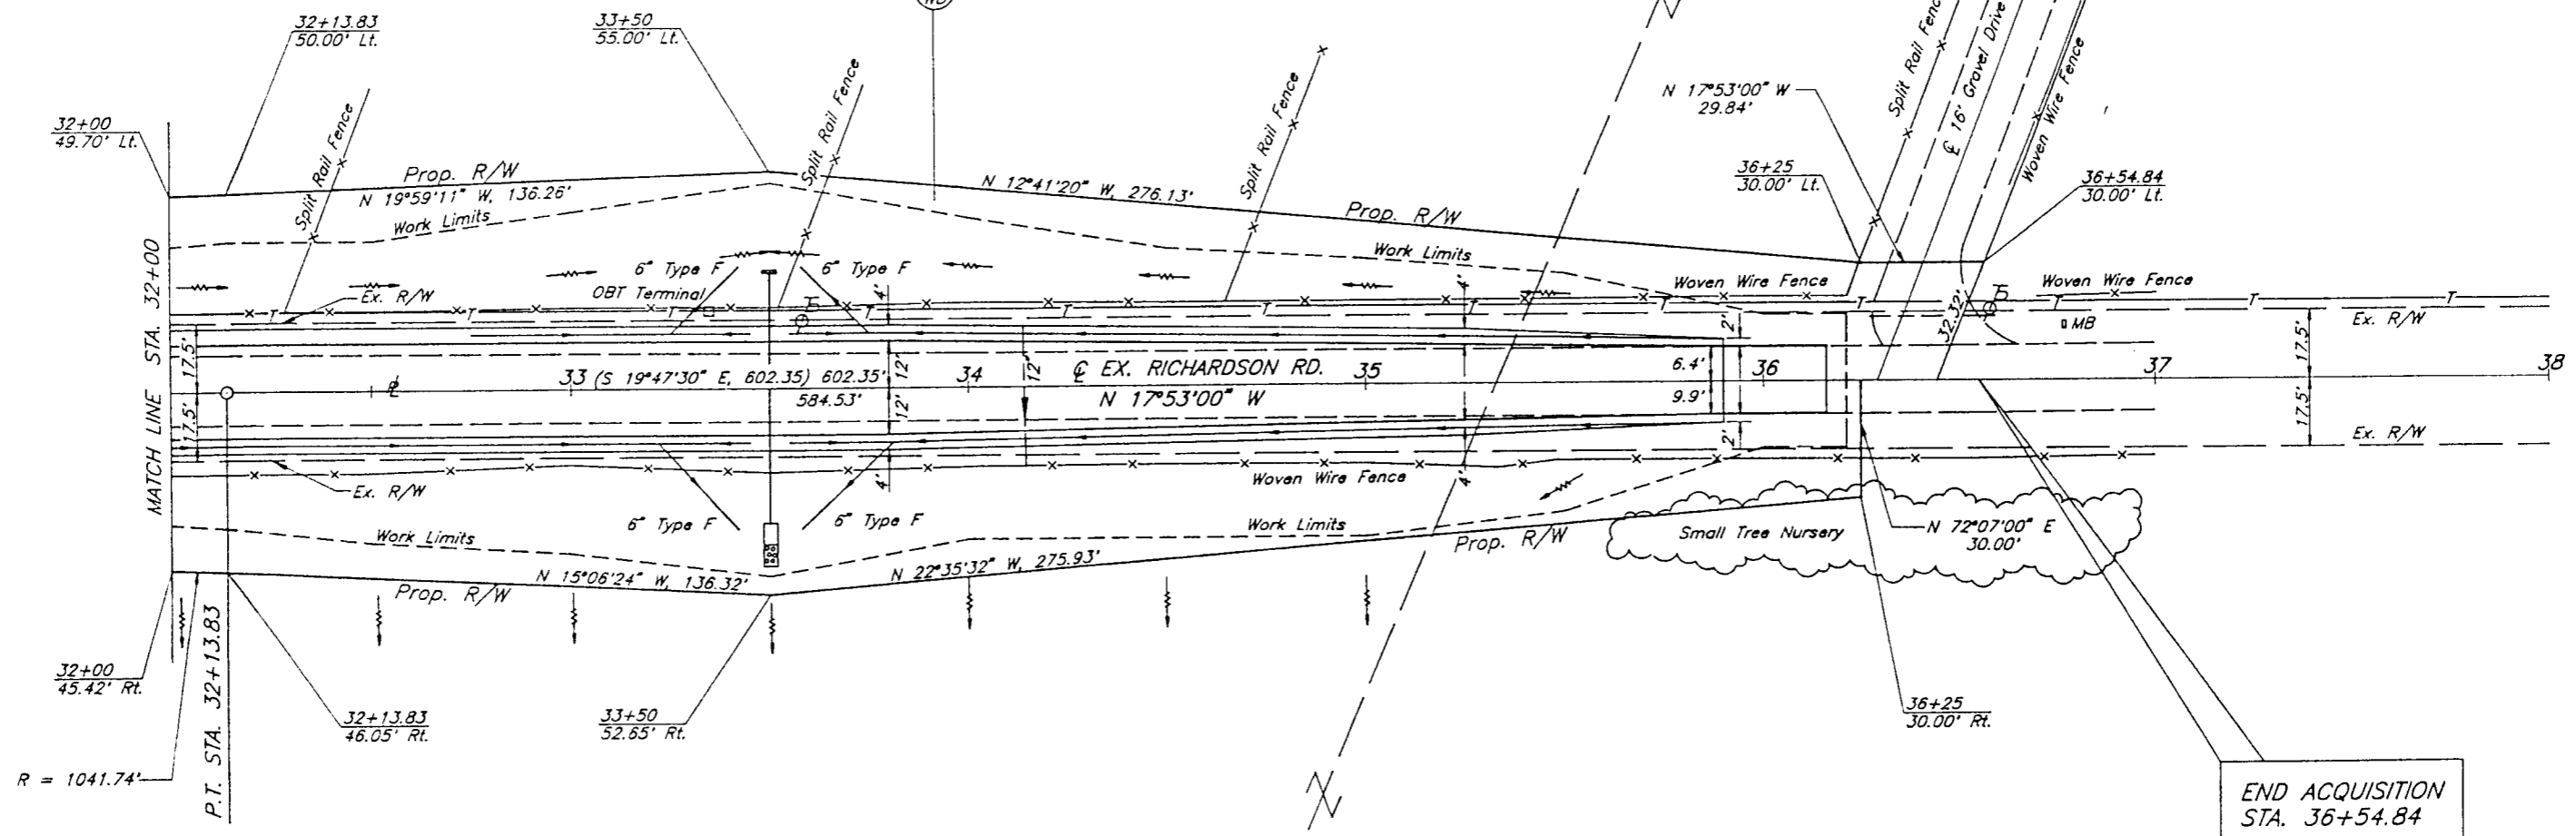 WD
32+13.83
50.00' Lt.
33+50
55.00' Lt.
32+00
49.70' Lt.
Split Rail Fence
Split Rail Fence
Split Rail Fence
N 17°53'00" W
29.84'
Split Rail Fence
℄ 16' Gravel Drive
Woven Wire Fence
36+25
30.00' Lt.
36+54.84
30.00' Lt.
Prop. R/W
N 19°59'11" W, 136.26'
Work Limits
N 12°41'20" W, 276.13'
Prop. R/W
Work Limits
MATCH LINE STA. 32+00
6" Type F
6" Type F
OBT Terminal
Ex. R/W
Woven Wire Fence
Woven Wire Fence
T T T T T T T T T T
4'
4'
2'
32.32'
MB
Ex. R/W
17.5'
17.5'
17.5'
17.5'
33 (S 19°47'30" E, 602.35) 602.35'
584.53'
12'
12'
34
12'
℄ EX. RICHARDSON RD.
N 17°53'00" W
35
6.4'
9.9'
36
37
38
4'
4'
2'
Ex. R/W
Ex. R/W
Woven Wire Fence
6" Type F
6" Type F
Work Limits
Work Limits
Prop. R/W
Small Tree Nursery
N 72°07'00" E
30.00'
N 15°06'24" W, 136.32'
Prop. R/W
N 22°35'32" W, 275.93'
32+00
45.42' Rt.
P.T. STA. 32+13.83
32+13.83
46.05' Rt.
33+50
52.65' Rt.
36+25
30.00' Rt.
R = 1041.74'
END ACQUISITION
STA. 36+54.84